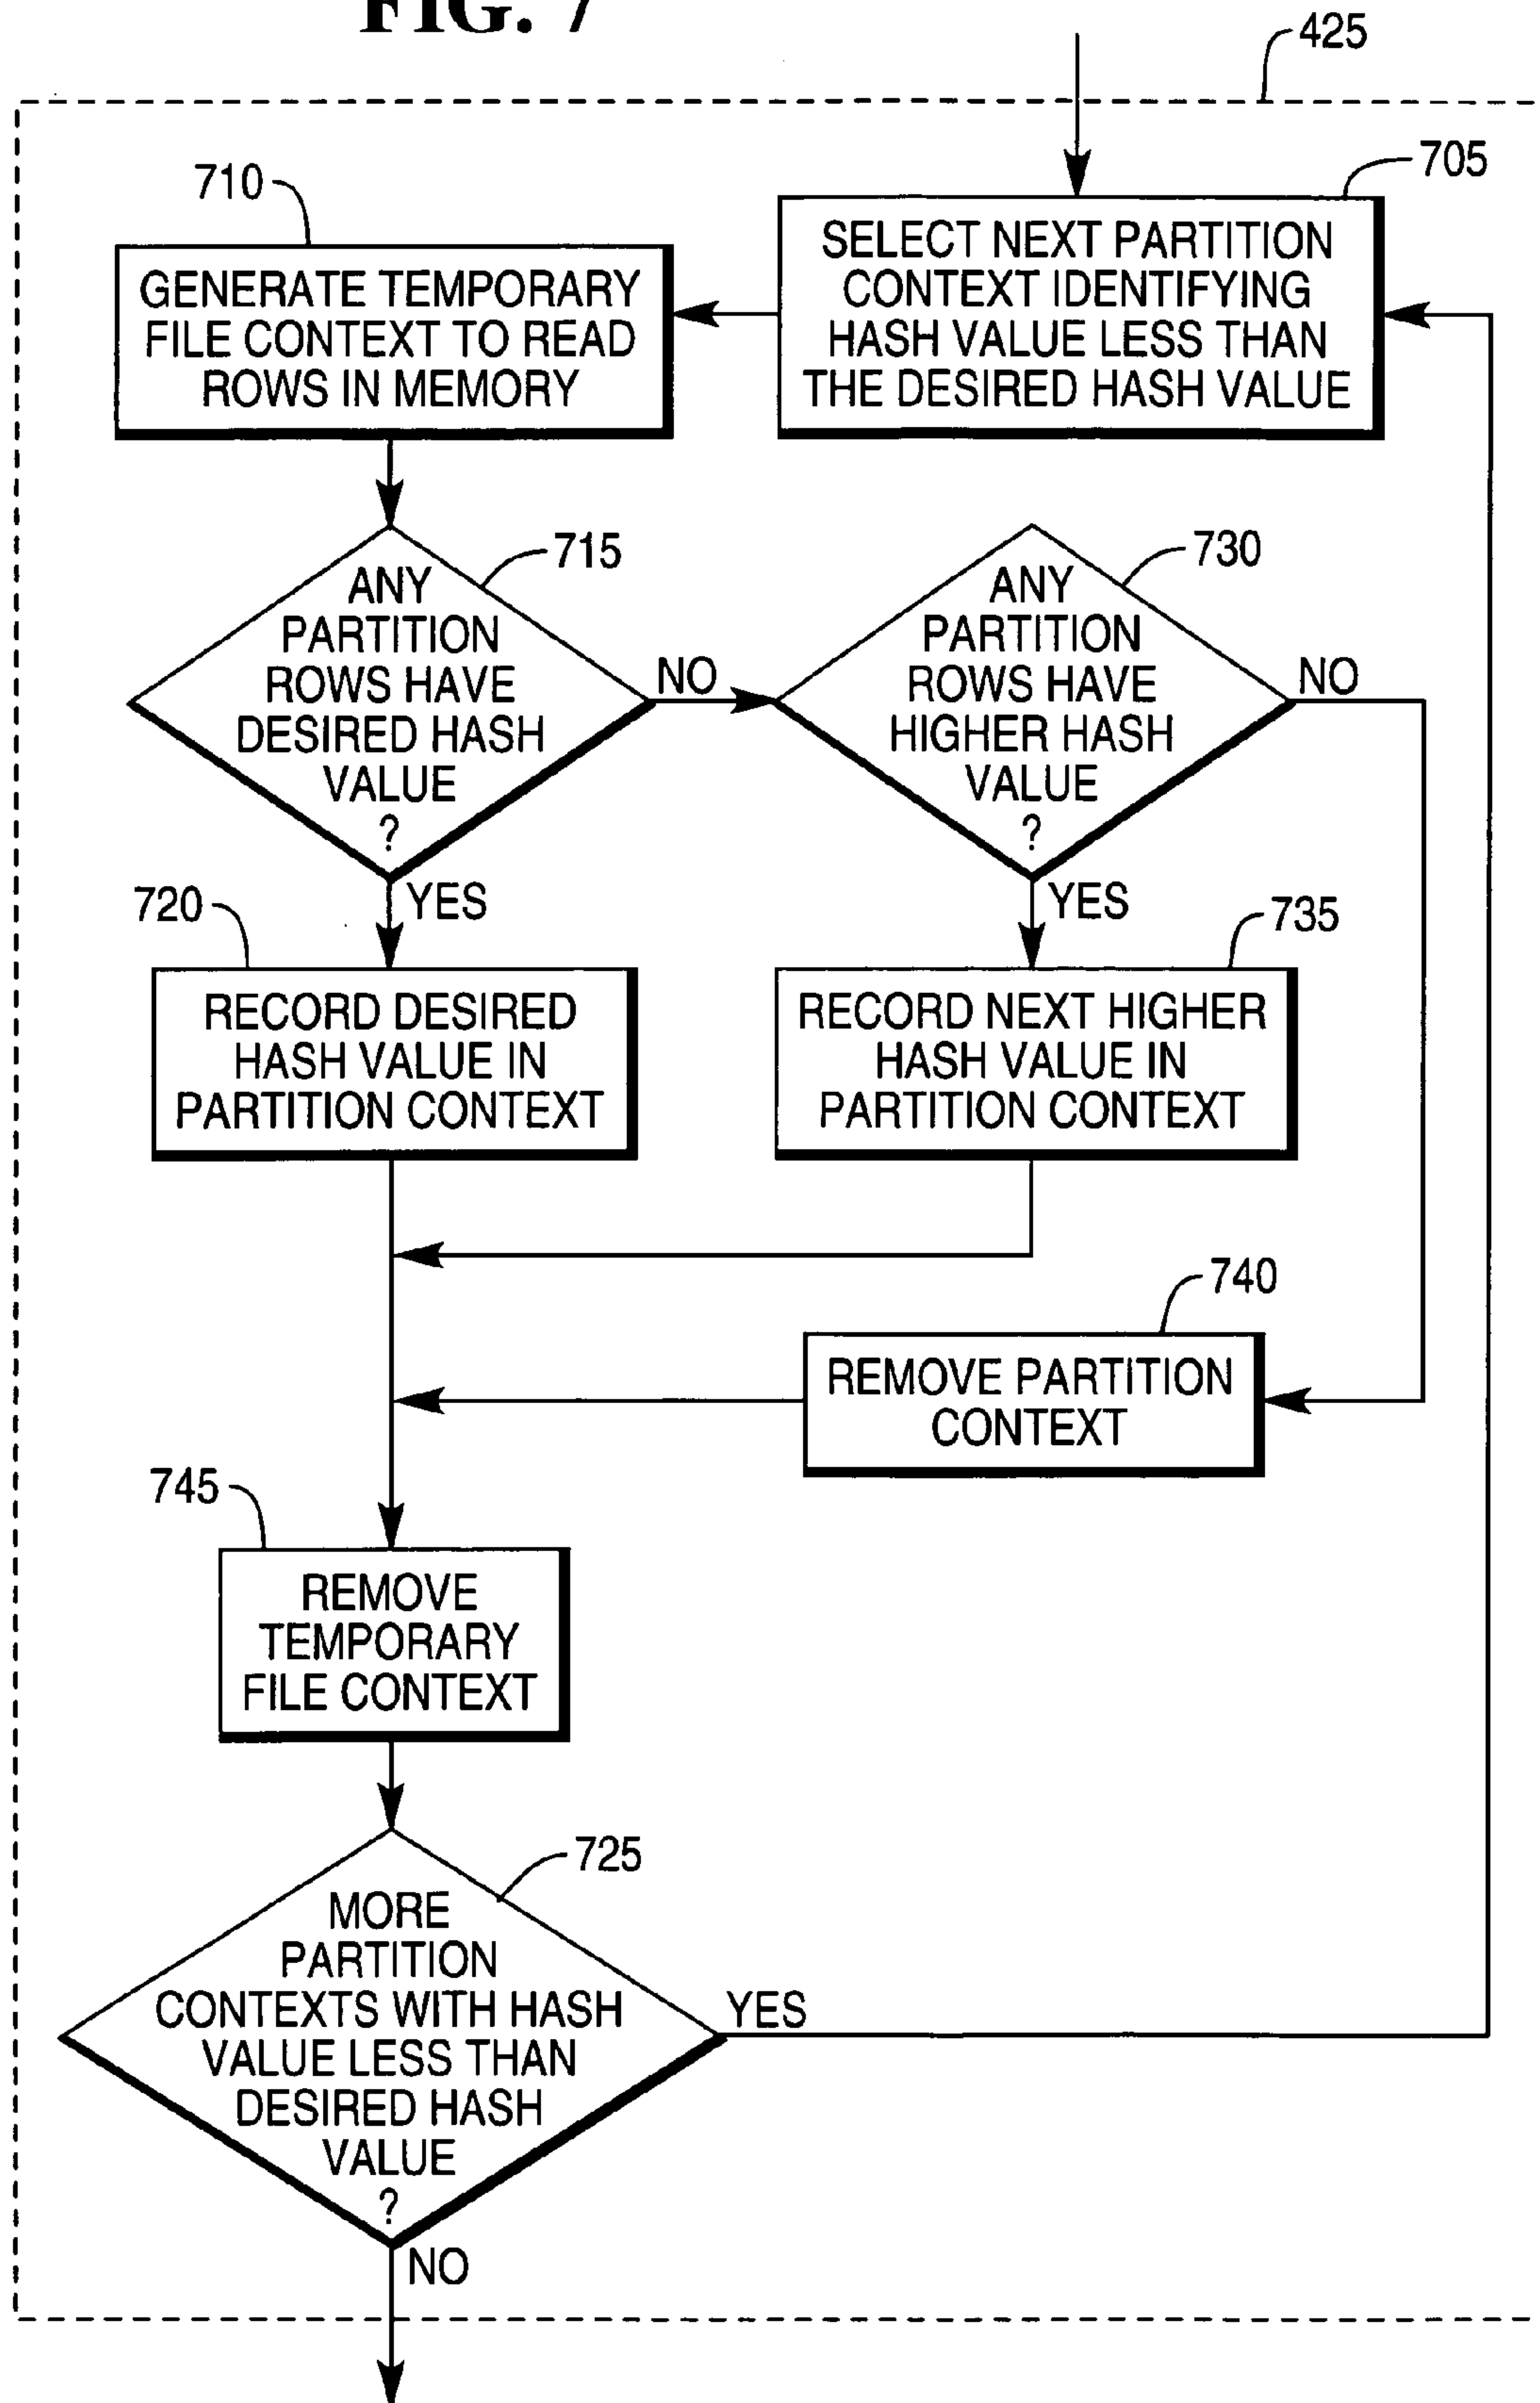 FIG. 7
425
705
710
SELECT NEXT PARTITION
CONTEXT IDENTIFYING
HASH VALUE LESS THAN
THE DESIRED HASH VALUE
GENERATE TEMPORARY
FILE CONTEXT TO READ
ROWS IN MEMORY
715
ANY
PARTITION
ROWS HAVE
DESIRED HASH
VALUE
?
NO
730
ANY
PARTITION
ROWS HAVE
HIGHER HASH
VALUE
?
NO
YES
YES
720
RECORD DESIRED
HASH VALUE IN
PARTITION CONTEXT
735
RECORD NEXT HIGHER
HASH VALUE IN
PARTITION CONTEXT
740
REMOVE PARTITION
CONTEXT
745
REMOVE
TEMPORARY
FILE CONTEXT
725
MORE
PARTITION
CONTEXTS WITH HASH
VALUE LESS THAN
DESIRED HASH
VALUE
?
YES
NO